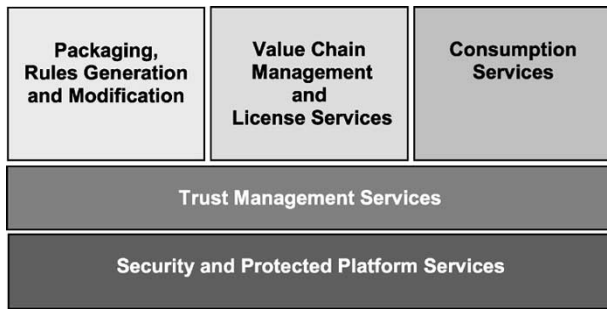 Packaging,
Rules Generation
and Modification
Value Chain
Management
and
License Services
Consumption
Services
Trust Management Services
Security and Protected Platform Services